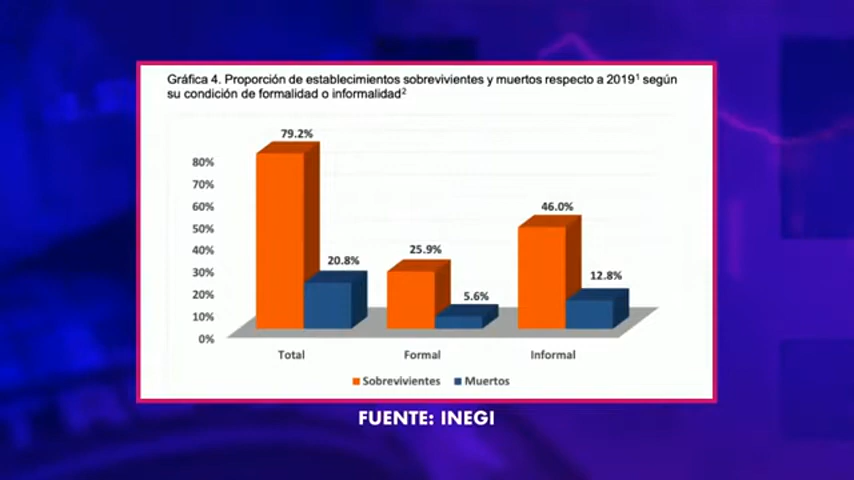 Gráfica 4. Proporción de establecimientos sobrevivientes y muertos respecto a 2019¹ según
su condición de formalidad o informalidad²
79.2%
80%
70%
60%
50%
40%
30%
20%
10%
0%
20.8%
25.9%
5.6%
46.0%
12.8%
Total
Formal
Informal
Sobrevivientes
Muertos
FUENTE: INEGI